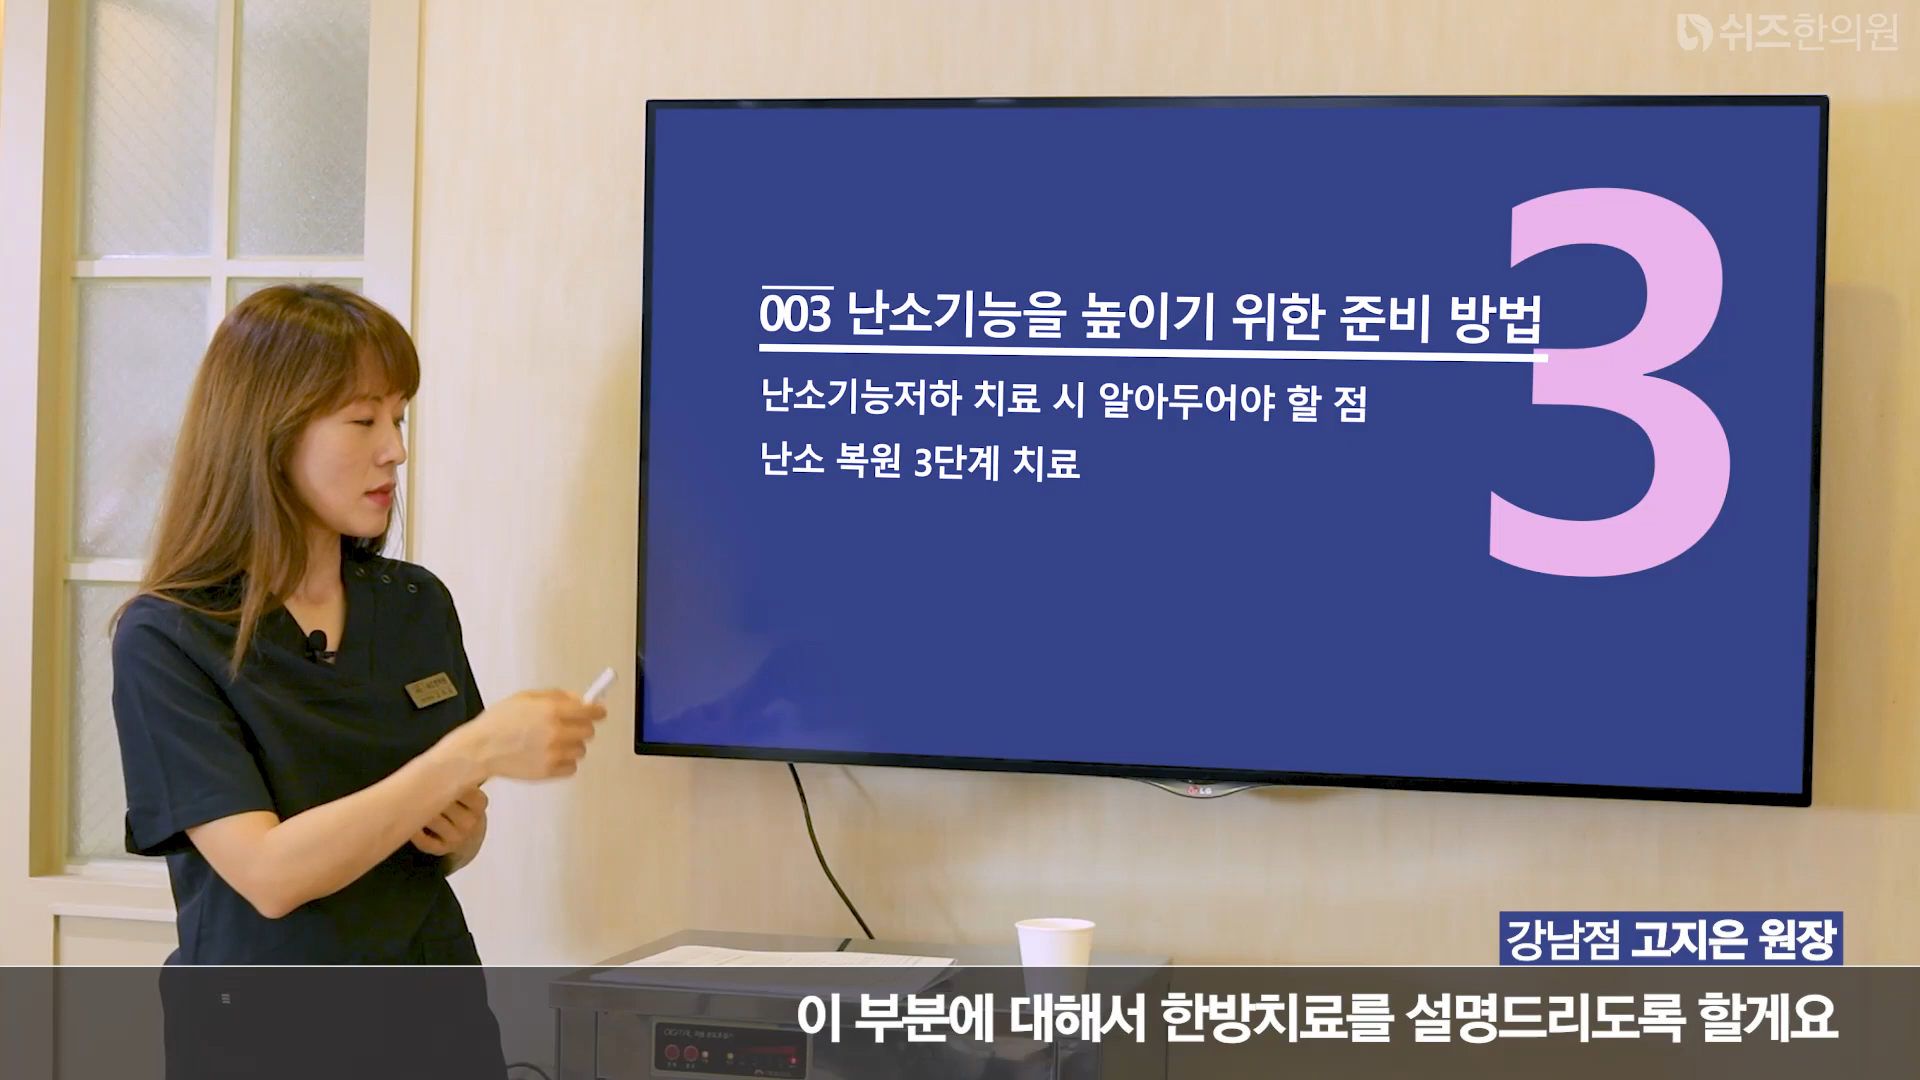 쉬즈한의원
003 난소기능을 높이기 위한 준비 방법
3
난소기능저하 치료 시 알아두어야 할 점
난소 복원 3단계 치료
LG
강남점 고지은 원장
이 부분에 대해서 한방치료를 설명드리도록 할게요